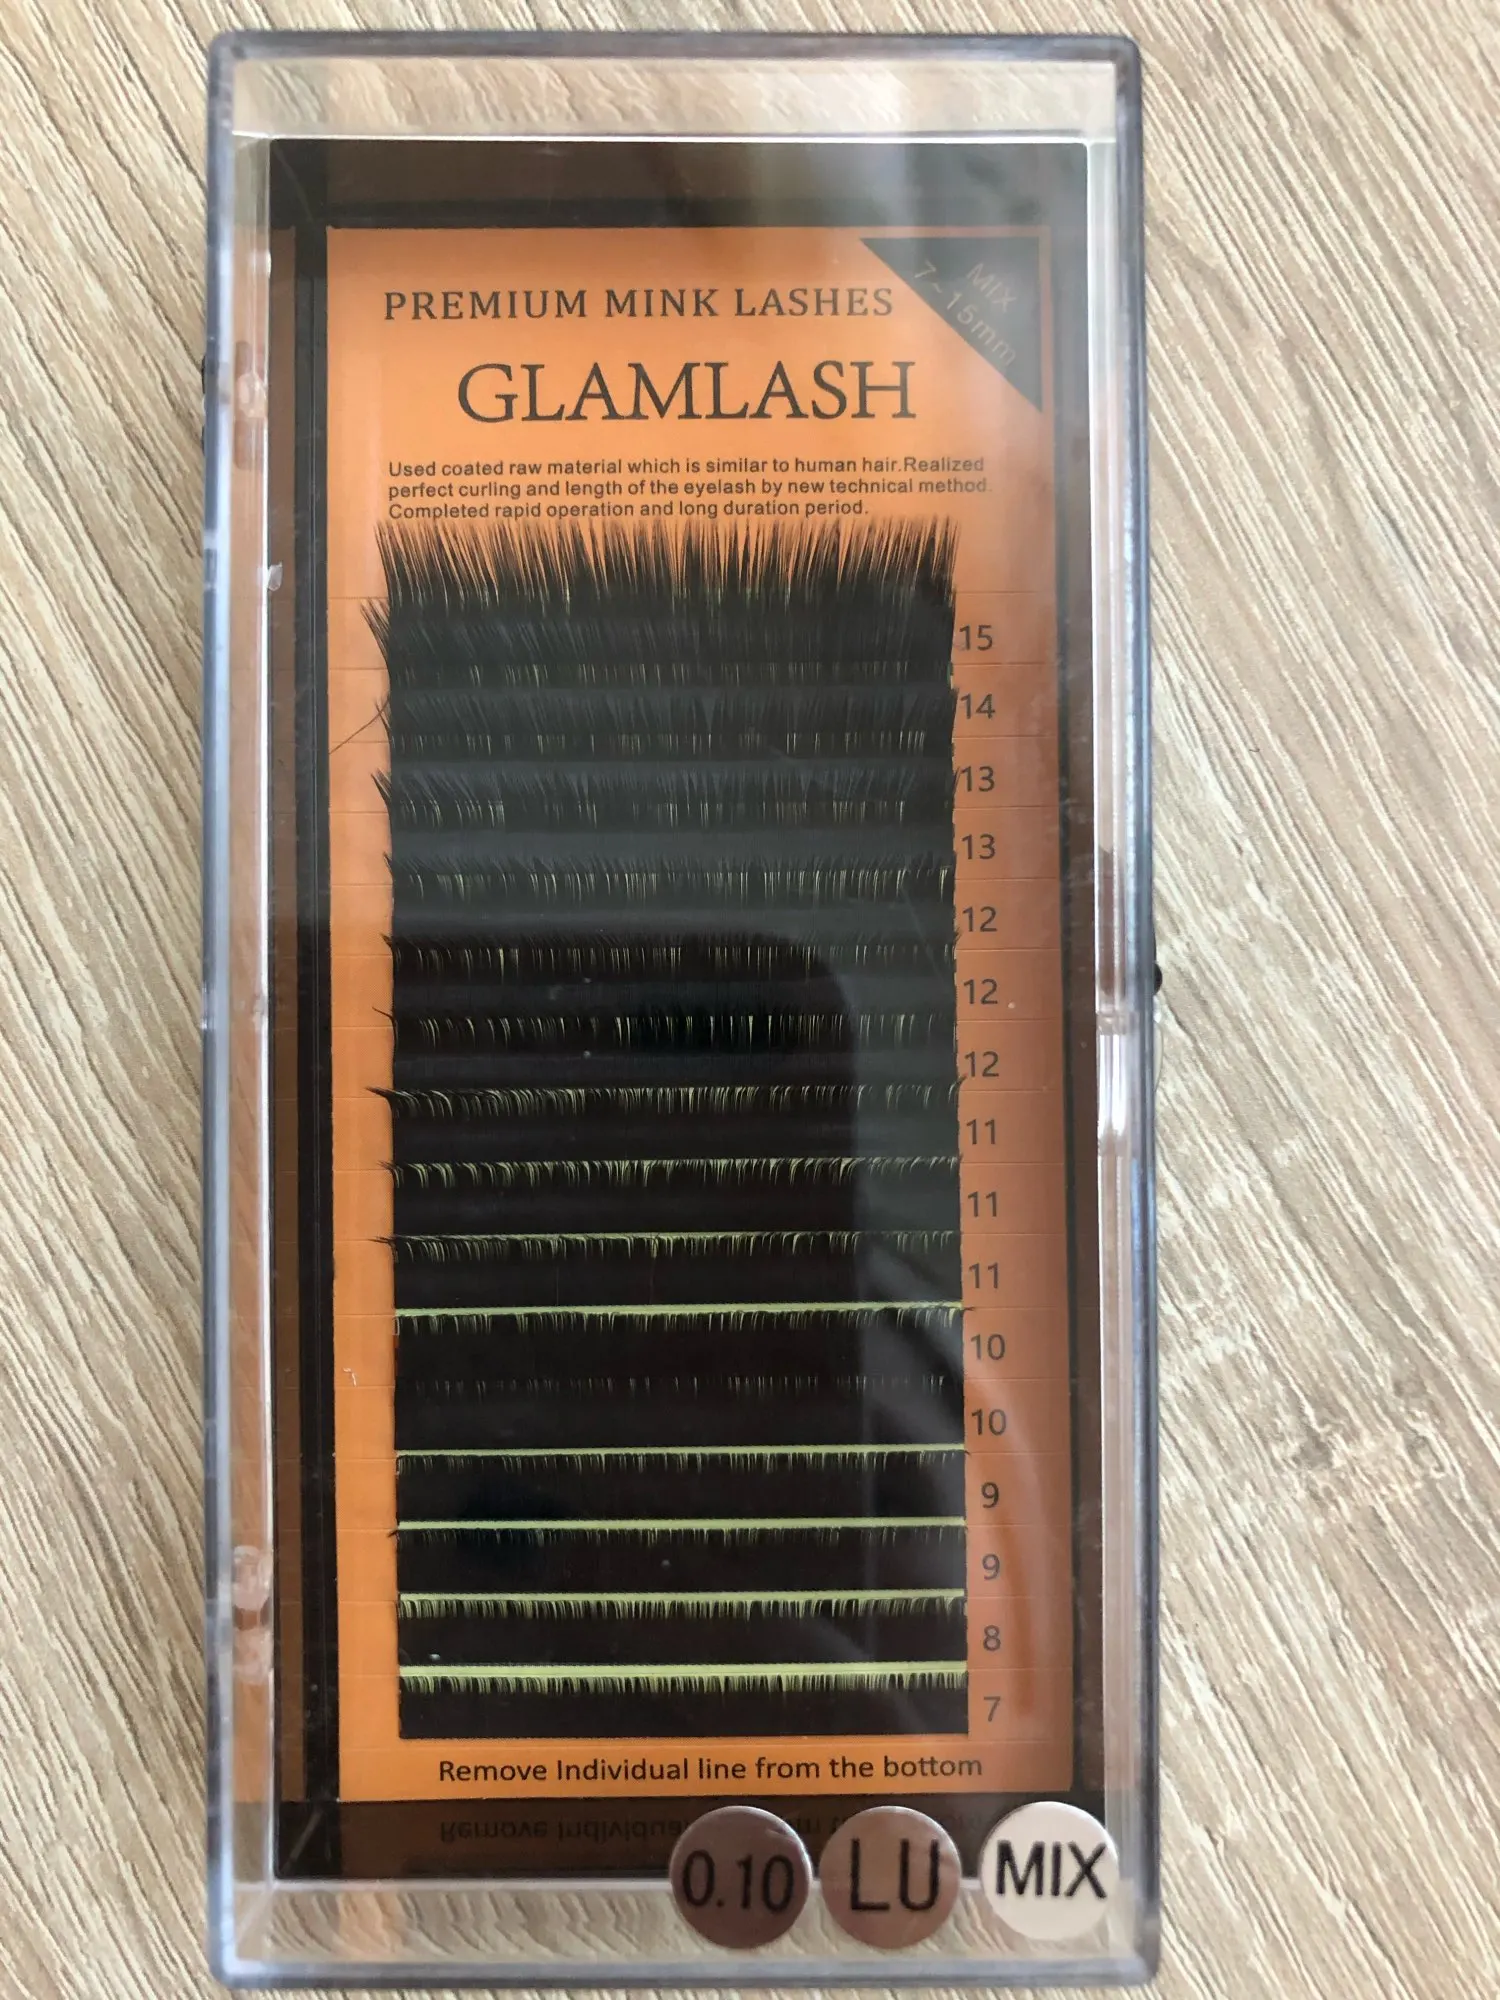 MIX
7~15mm
PREMIUM MINK LASHES
GLAMLASH
Used coated raw material which is similar to human hair.Realized
perfect curling and length of the eyelash by new technical method.
Completed rapid operation and long duration period.
15
14
13
13
12
12
12
11
11
11
10
10
9
9
8
7
Remove Individual line from the bottom
0.10
LU
MIX